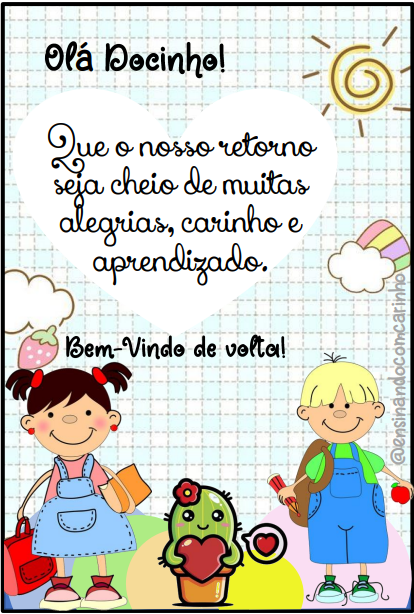 Olá Docinho!
Que o nosso retorno
seja cheio de muitas
alegrias, carinho e
aprendizado.
Bem-Vindo de volta!
@ensinandocomcarinho